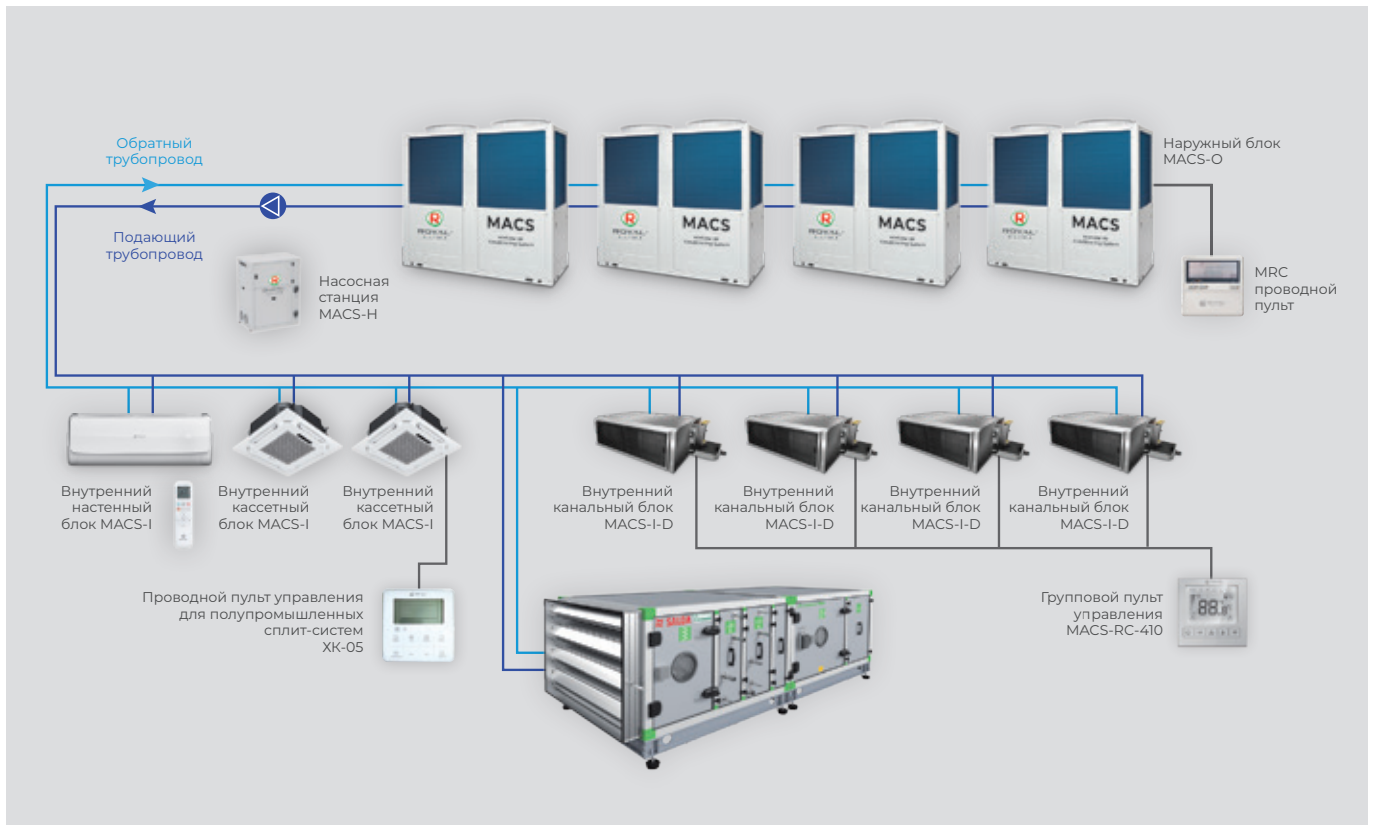 Обратный
трубопровод
Подающий
трубопровод
Насосная
станция
MACS-H
MACS
MACS
MACS
MACS
Наружный блок
MACS-O
MRC
проводной
пульт
Внутренний
настенный
блок MACS-I
Внутренний
кассетный
блок MACS-I
Внутренний
кассетный
блок MACS-I
Внутренний
канальный блок
MACS-I-D
Внутренний
канальный блок
MACS-I-D
Внутренний
канальный блок
MACS-I-D
Внутренний
канальный блок
MACS-I-D
Проводной пульт управления
для полупромышленных
сплит-систем
ХК-05
SALDA
Групповой пульт
управления
MACS-RC-410